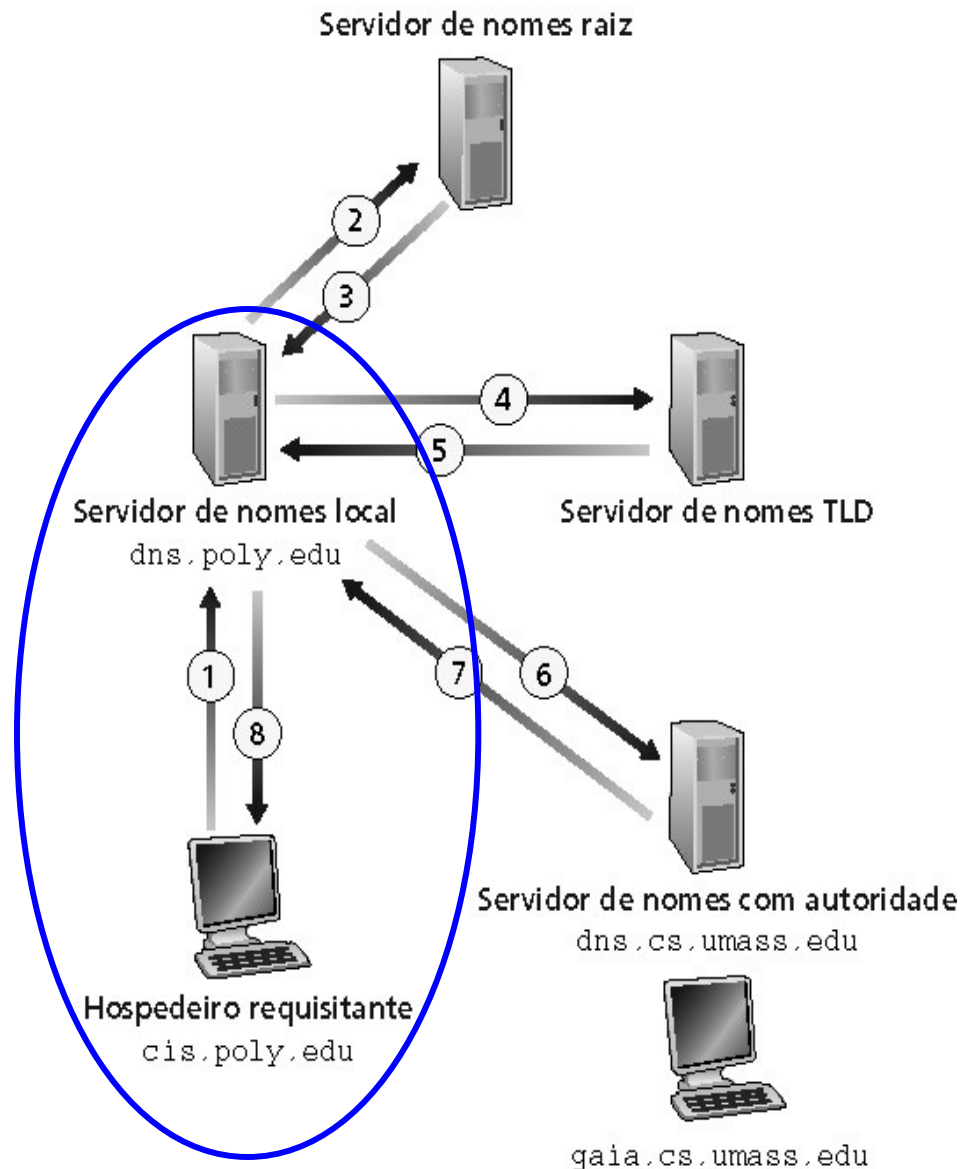 Servidor de nomes raiz
2
3
4
5
Servidor de nomes local
dns.poly.edu
Servidor de nomes TLD
1
8
7
6
Servidor de nomes com autoridade
dns.cs.umass.edu
Hospedeiro requisitante
cis.poly.edu
gaia.cs.umass.edu